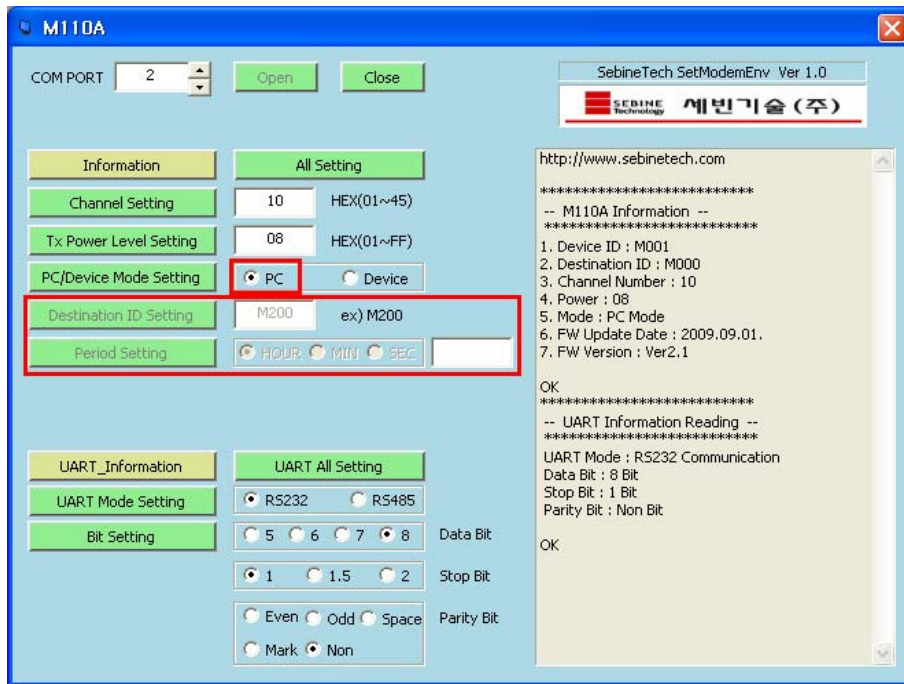 M110A
COM PORT 2 Open Close
SebineTech SetModemEnv Ver 1.0
SEBINE Technology 세빈기술(주)
Information All Setting
Channel Setting 10 HEX(01~45)
Tx Power Level Setting 08 HEX(01~FF)
PC/Device Mode Setting PC Device
Destination ID Setting M200 ex) M200
Period Setting HOUR MIN SEC
UART_Information UART All Setting
UART Mode Setting RS232 RS485
Bit Setting 5 6 7 8 Data Bit
1 1.5 2 Stop Bit
Even Odd Space Parity Bit
Mark Non
http://www.sebinetech.com
***************************
-- M110A Information --
***************************
1. Device ID : M001
2. Destination ID : M000
3. Channel Number : 10
4. Power : 08
5. Mode : PC Mode
6. FW Update Date : 2009.09.01.
7. FW Version : Ver2.1
OK
***************************
-- UART Information Reading --
***************************
UART Mode : RS232 Communication
Data Bit : 8 Bit
Stop Bit : 1 Bit
Parity Bit : Non Bit
OK